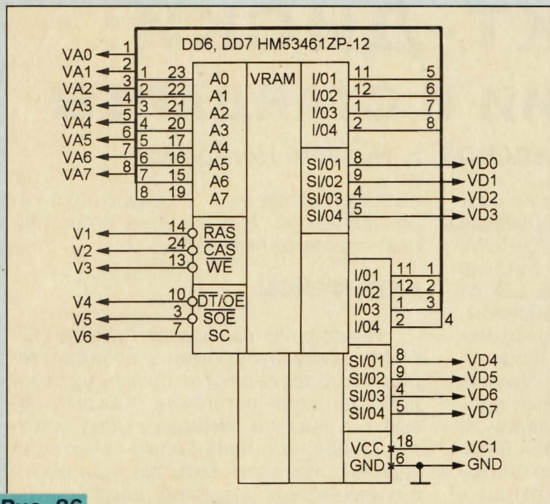 DD6, DD7 HM53461ZP-12
VA0 1
VA1 2
VA2 3 1 23 A0 VRAM I/01 11 5
VA3 4 2 22 A1 I/02 12 6
VA4 5 3 21 A2 I/03 1 7
VA5 6 4 20 A3 I/04 2 8
VA6 7 5 17 A4
VA7 8 6 16 A5 SI/01 8 VD0
7 15 A6 SI/02 9 VD1
8 19 A7 SI/03 4 VD2
SI/04 5 VD3
V1 14 RAS
V2 24 CAS
V3 13 WE
I/01 11 1
I/02 12 2
I/03 1 3
I/04 2 4
V4 10 DT/OE
V5 3 SOE
V6 7 SC
SI/01 8 VD4
SI/02 9 VD5
SI/03 4 VD6
SI/04 5 VD7
VCC 18 VC1
GND 6 GND